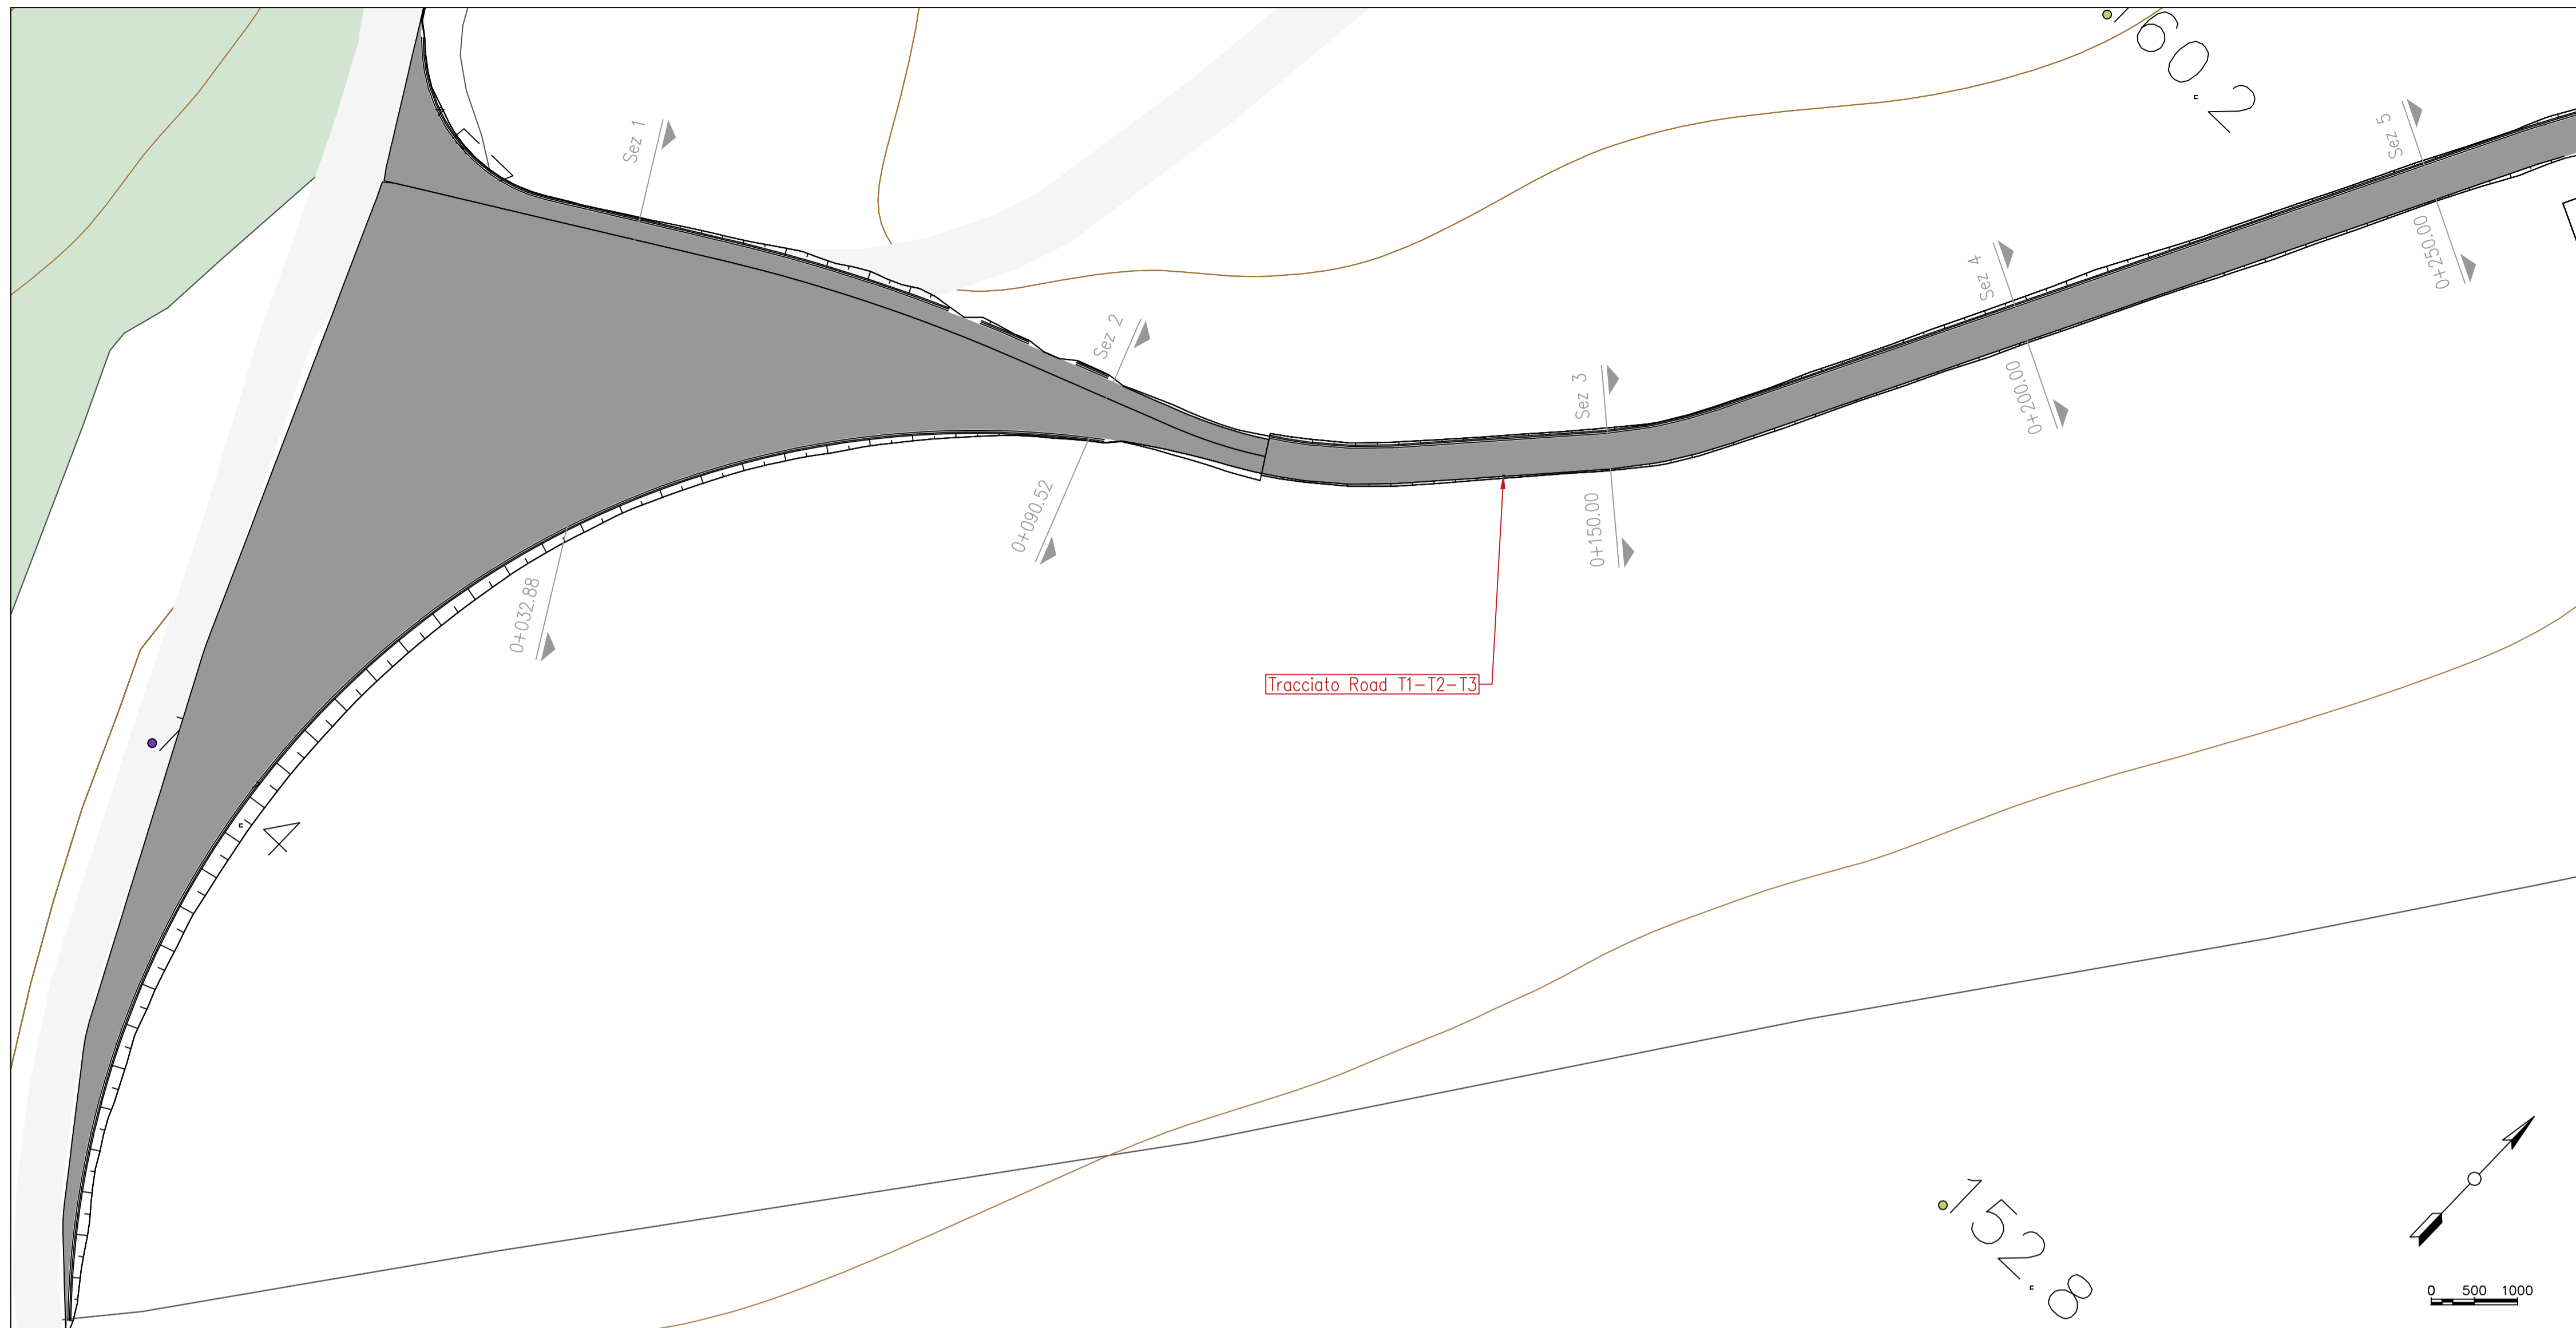 160.2
Sez 1
Sez 5
0+250.00
Sez 4
Sez 2
0+200.00
Sez 3
0+090.52
0+150.00
0+032.88
Tracciato Road T1-T2-T3
152.8
0 500 1000